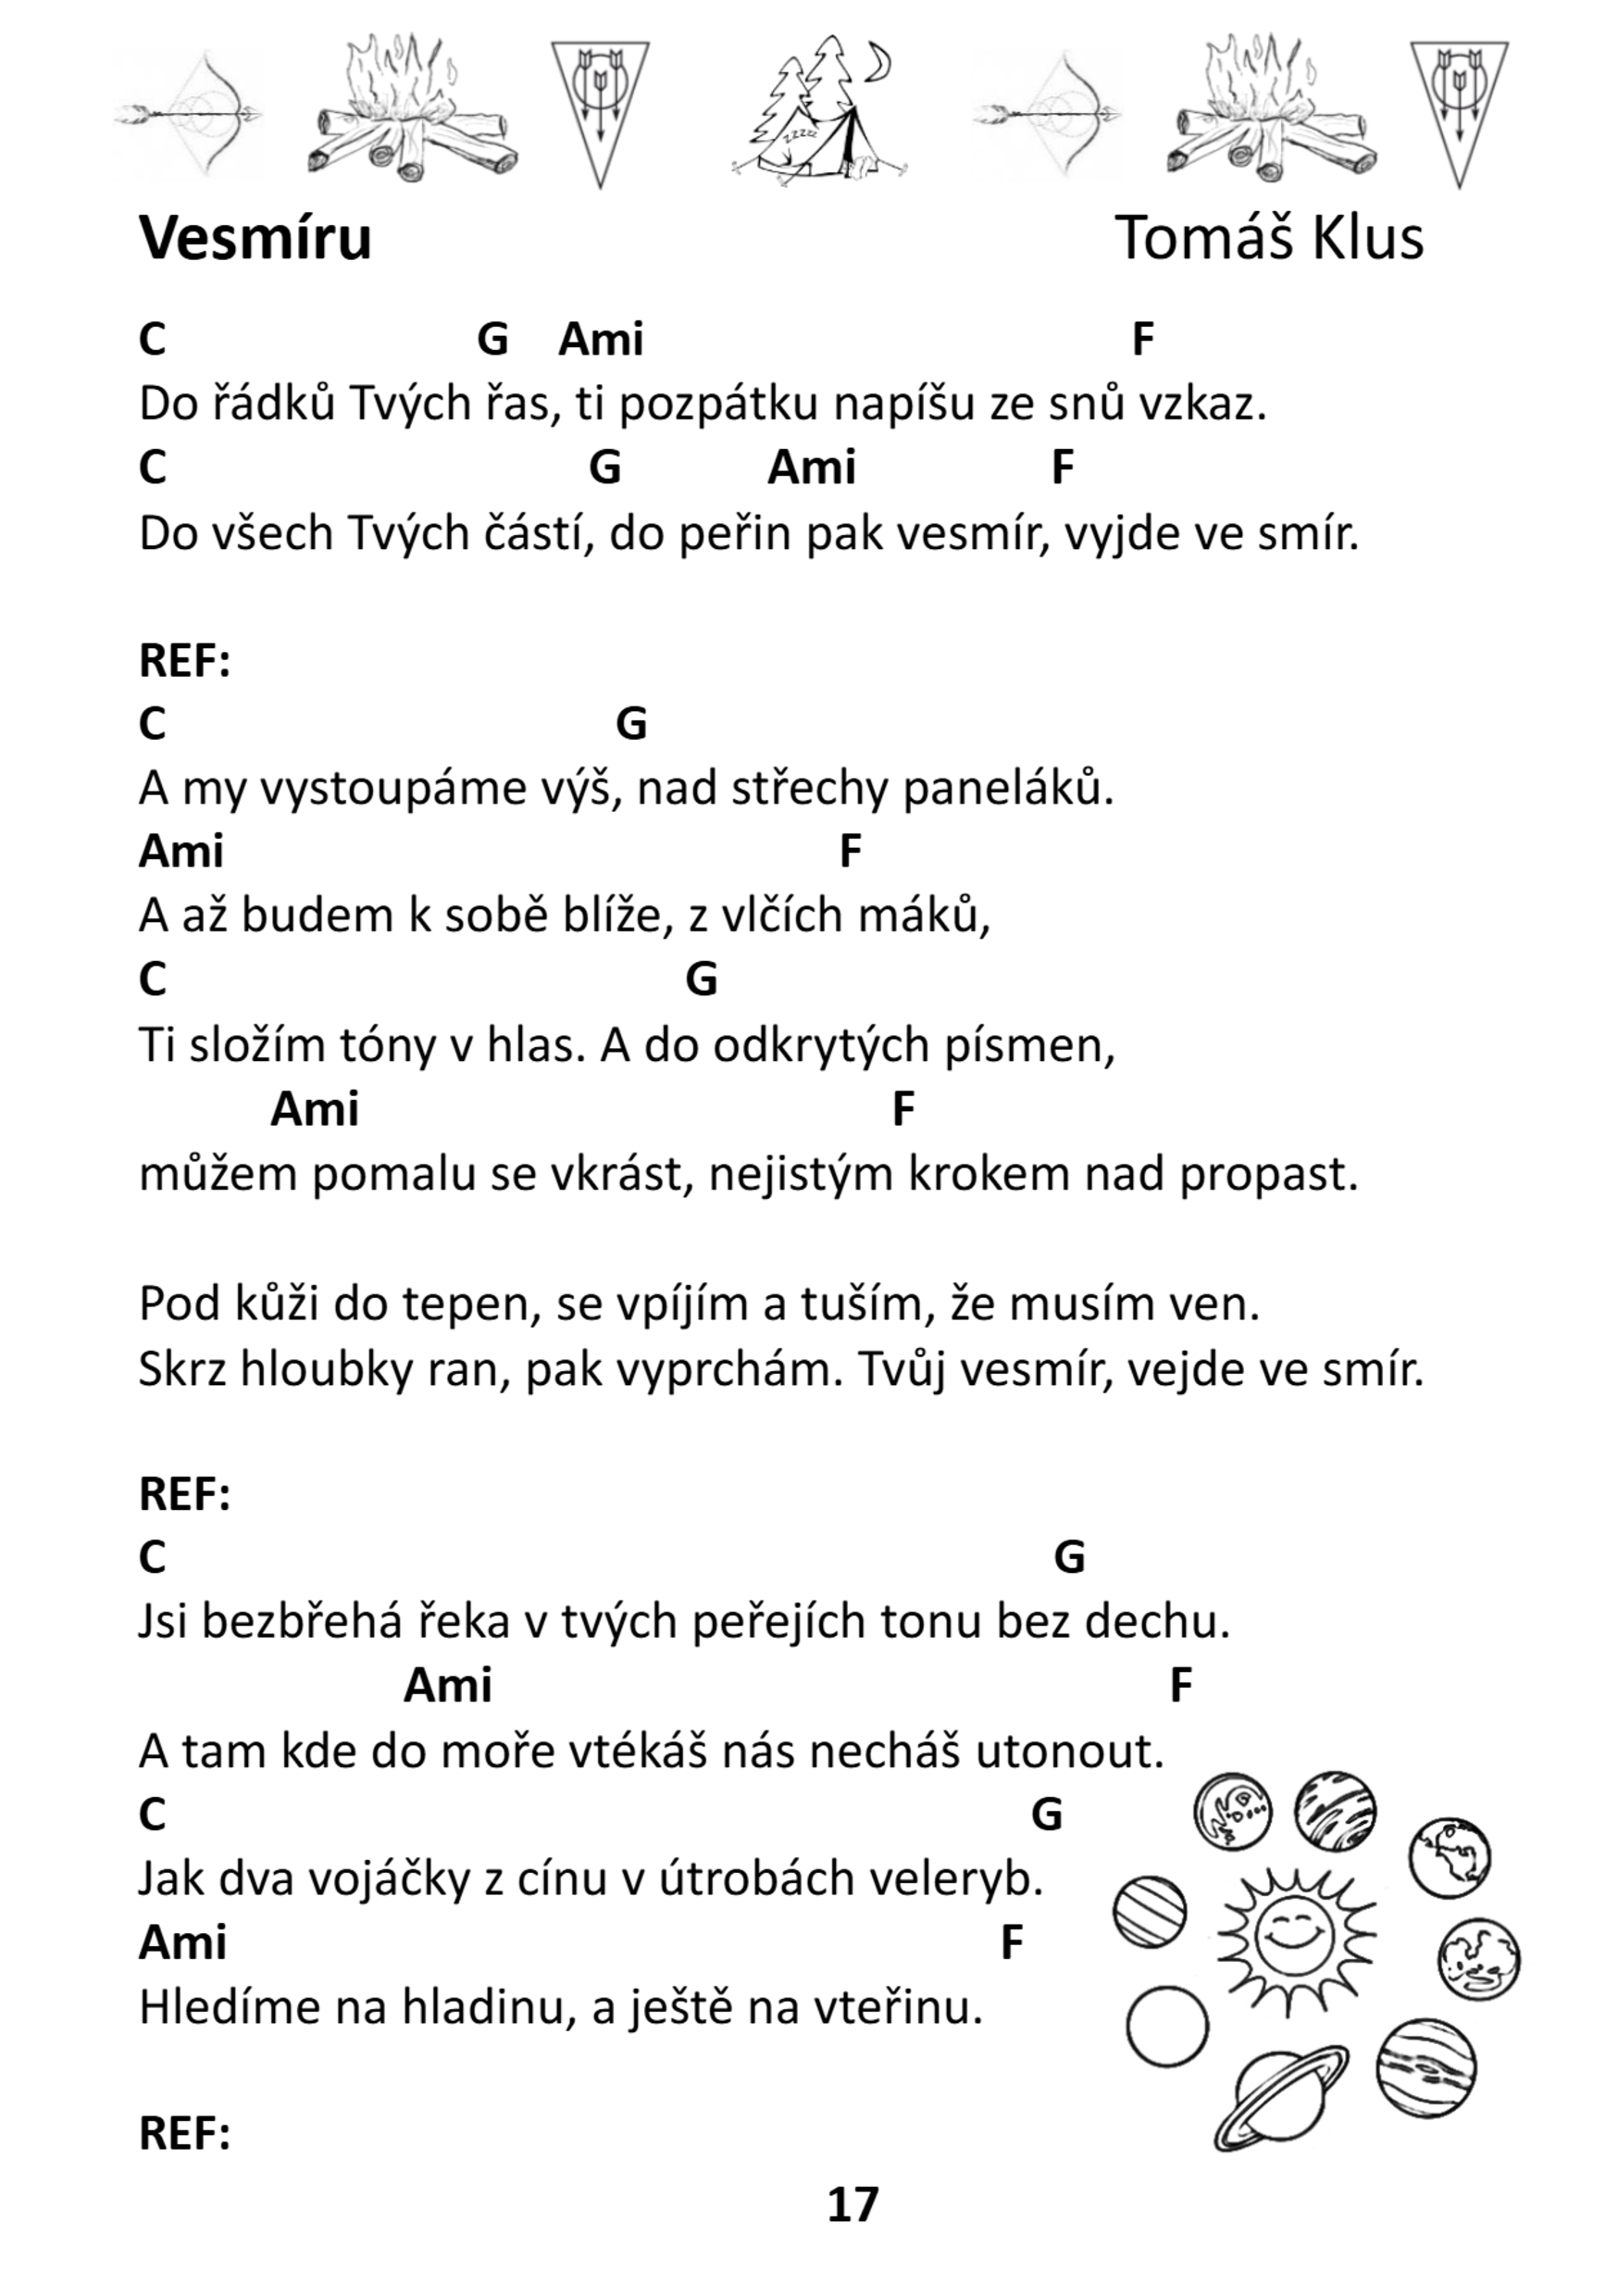 zzzzz
Vesmíru Tomáš Klus
C G Ami F
Do řádků Tvých řas, ti pozpátku napíšu ze snů vzkaz.
C G Ami F
Do všech Tvých částí, do peřin pak vesmír, vyjde ve smír.
REF:
C G
A my vystoupáme výš, nad střechy paneláků.
Ami F
A až budem k sobě blíže, z vlčích máků,
C G
Ti složím tóny v hlas. A do odkrytých písmen,
Ami F
můžem pomalu se vkrást, nejistým krokem nad propast.
Pod kůži do tepen, se vpíjím a tuším, že musím ven.
Skrz hloubky ran, pak vyprchám. Tvůj vesmír, vejde ve smír.
REF:
C G
Jsi bezbřehá řeka v tvých peřejích tonu bez dechu.
Ami F
A tam kde do moře vtékáš nás necháš utonout.
C G
Jak dva vojáčky z cínu v útrobách veleryb.
Ami F
Hledíme na hladinu, a ještě na vteřinu.
REF:
17